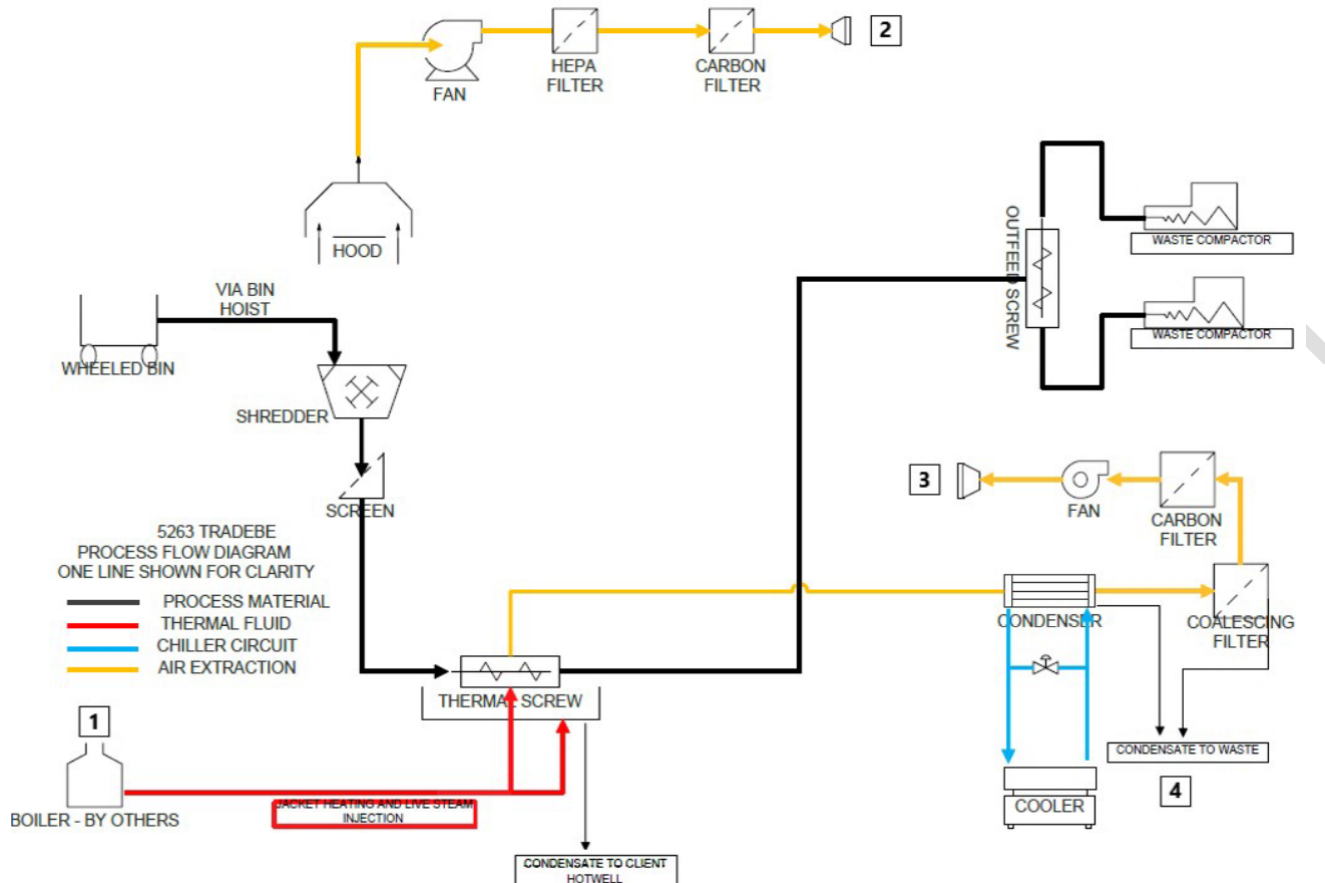 2
HEPA
FILTER
CARBON
FILTER
FAN
HOOD
OUTFEED SCREW
WASTE COMPACTOR
WASTE COMPACTOR
VIA BIN
HOIST
WHEELED BIN
SHREDDER
SCREEN
3
FAN
CARBON
FILTER
5263 TRADEBE
PROCESS FLOW DIAGRAM
ONE LINE SHOWN FOR CLARITY
PROCESS MATERIAL
THERMAL FLUID
CHILLER CIRCUIT
AIR EXTRACTION
CONDENSER
COALESCING
FILTER
THERMAL SCREW
1
BOILER - BY OTHERS
JACKET HEATING AND LIVE STEAM
INJECTION
CONDENSATE TO WASTE
4
COOLER
CONDENSATE TO CLIENT
HOTWELL